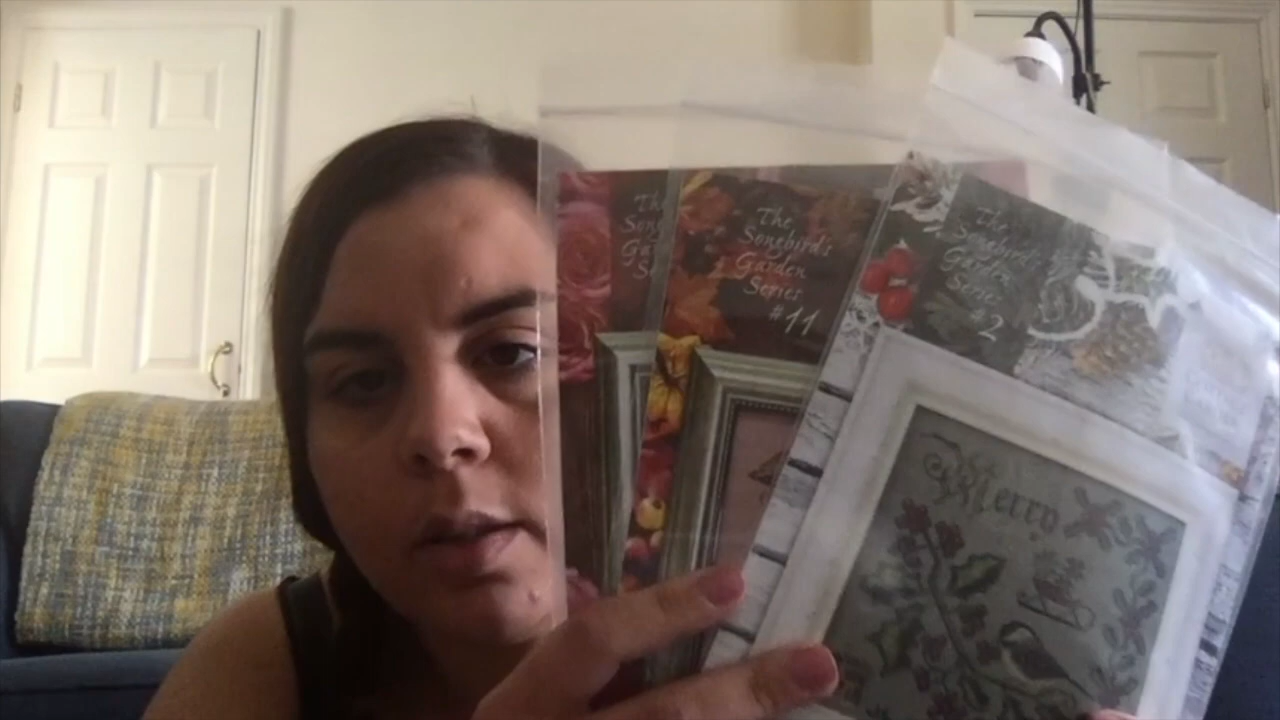 The
Songbird's
Garden
Series
#11
The
Songbird's
Garden
Series
#2
Merry